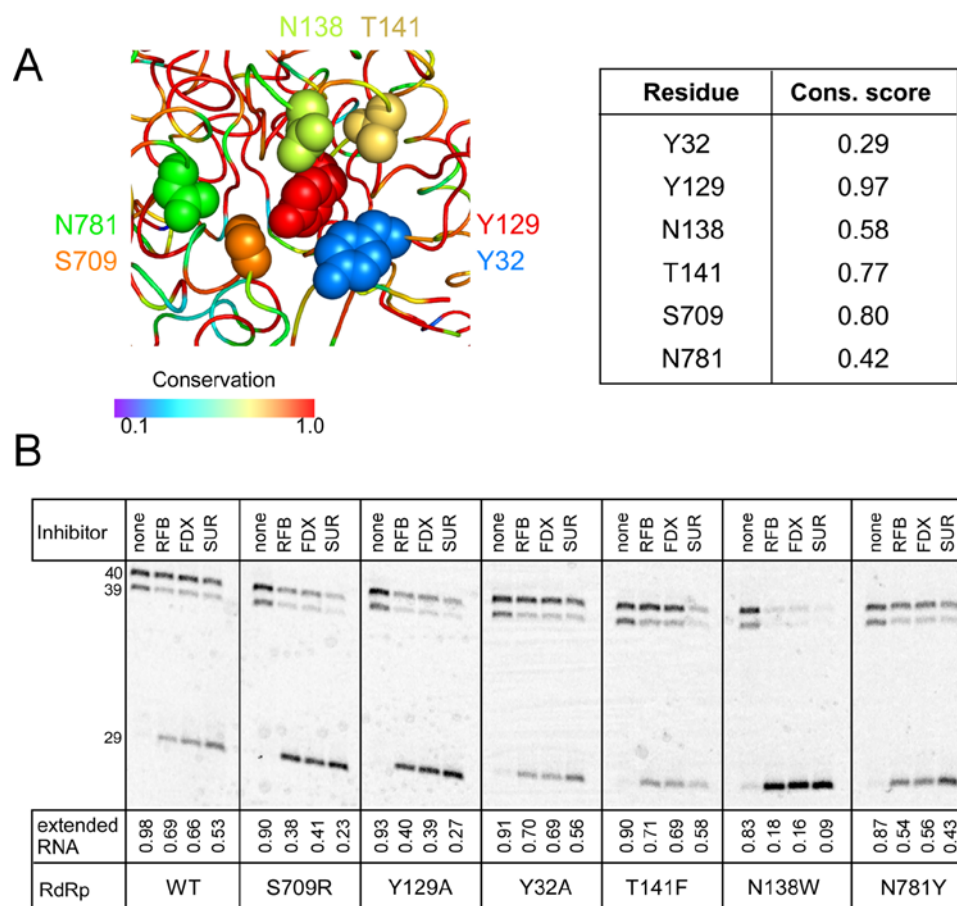 A
N138 T141
N781
S709
Y129
Y32
Conservation
0.1 1.0
Residue Cons. score
Y32 0.29
Y129 0.97
N138 0.58
T141 0.77
S709 0.80
N781 0.42
B
Inhibitor none RFB FDX SUR none RFB FDX SUR none RFB FDX SUR none RFB FDX SUR none RFB FDX SUR none RFB FDX SUR none RFB FDX SUR
40
39
29
extended RNA 0.98 0.69 0.66 0.53 0.90 0.38 0.41 0.23 0.93 0.40 0.39 0.27 0.91 0.70 0.69 0.56 0.90 0.71 0.69 0.58 0.83 0.18 0.16 0.09 0.87 0.54 0.56 0.43
RdRp WT S709R Y129A Y32A T141F N138W N781Y